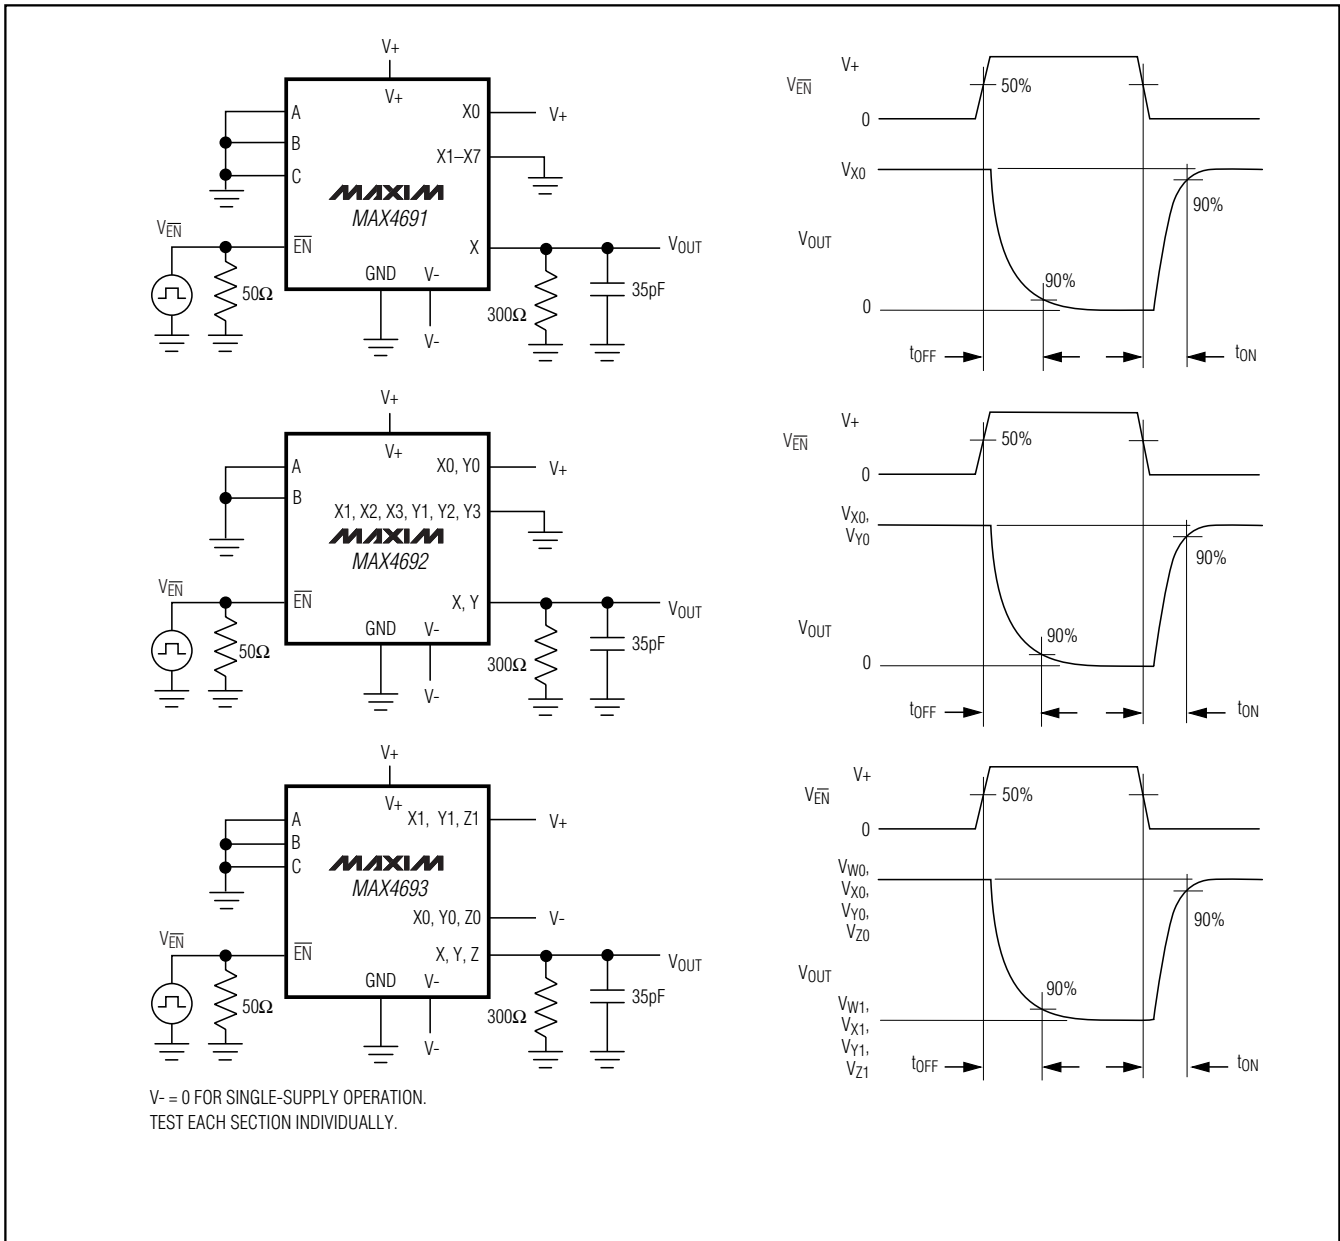 V+
V+
A
B
C
X0
V+
X1–X7
MAXIM
MAX4691
V‾E‾N
E‾N
50Ω
GND
V-
V-
X
VOUT
300Ω
35pF
V+
VEN
0
50%
VX0
90%
VOUT
90%
0
tOFF
tON
V+
V+
A
B
X0, Y0
V+
X1, X2, X3, Y1, Y2, Y3
MAXIM
MAX4692
VEN
EN
50Ω
GND
V-
V-
X, Y
VOUT
300Ω
35pF
V+
VEN
0
50%
VX0,
VY0
90%
VOUT
90%
0
tOFF
tON
V+
V+
A
B
C
X1, Y1, Z1
V+
MAXIM
MAX4693
X0, Y0, Z0
V-
VEN
EN
50Ω
GND
V-
V-
X, Y, Z
VOUT
300Ω
35pF
V+
VEN
0
50%
VW0,
VX0,
VY0,
VZ0
90%
VOUT
90%
VW1,
VX1,
VY1,
VZ1
tOFF
tON
V- = 0 FOR SINGLE-SUPPLY OPERATION.
TEST EACH SECTION INDIVIDUALLY.